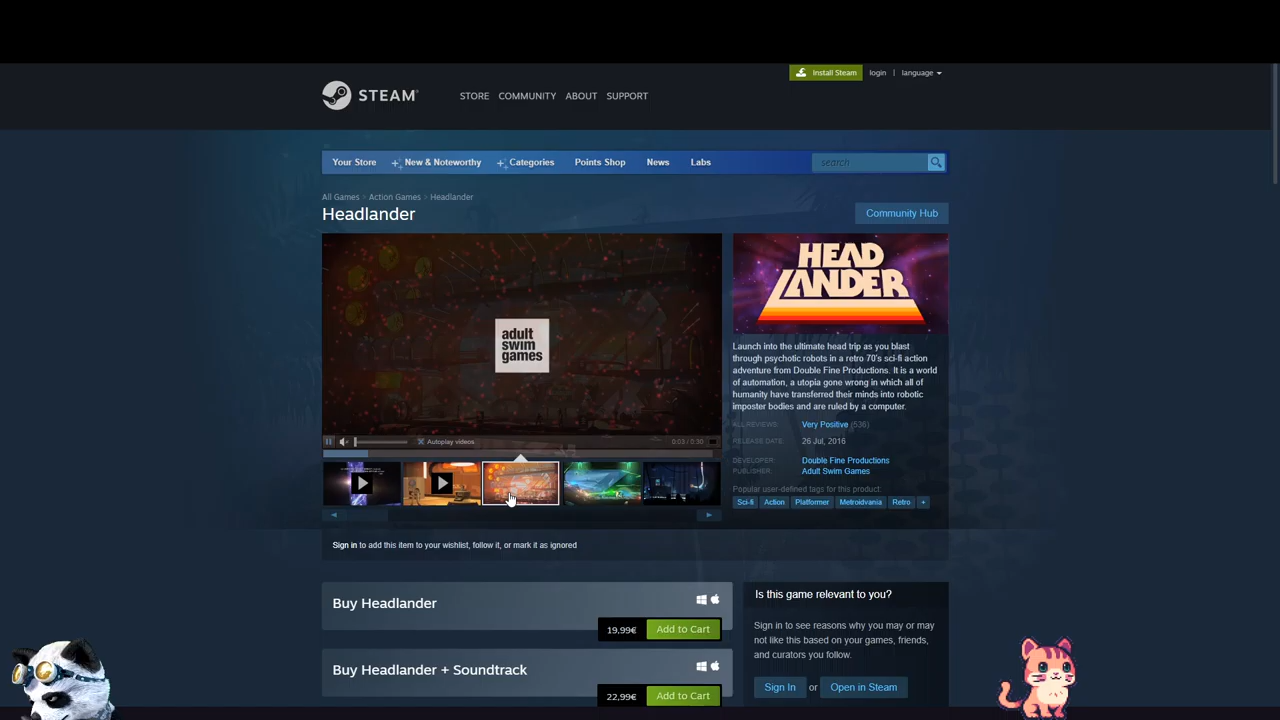 Install Steam
login | language
STEAM®
STORE COMMUNITY ABOUT SUPPORT
Your Store New & Noteworthy Categories Points Shop News Labs
search
All Games > Action Games > Headlander
Headlander
Community Hub
adult
swim
games
Autoplay videos
0:03 / 0:30
HEAD
LANDER
Launch into the ultimate head trip as you blast
through psychotic robots in a retro 70's sci-fi action
adventure from Double Fine Productions. It is a world
of automation, a utopia gone wrong in which all of
humanity have transferred their minds into robotic
imposter bodies and are ruled by a computer.
ALL REVIEWS: Very Positive (536)
RELEASE DATE: 26 Jul, 2016
DEVELOPER: Double Fine Productions
PUBLISHER: Adult Swim Games
Popular user-defined tags for this product:
Sci-fi Action Platformer Metroidvania Retro +
Sign in to add this item to your wishlist, follow it, or mark it as ignored
Buy Headlander
19,99€ Add to Cart
Buy Headlander + Soundtrack
22,99€ Add to Cart
Is this game relevant to you?
Sign in to see reasons why you may or may
not like this based on your games, friends,
and curators you follow.
Sign In or Open in Steam